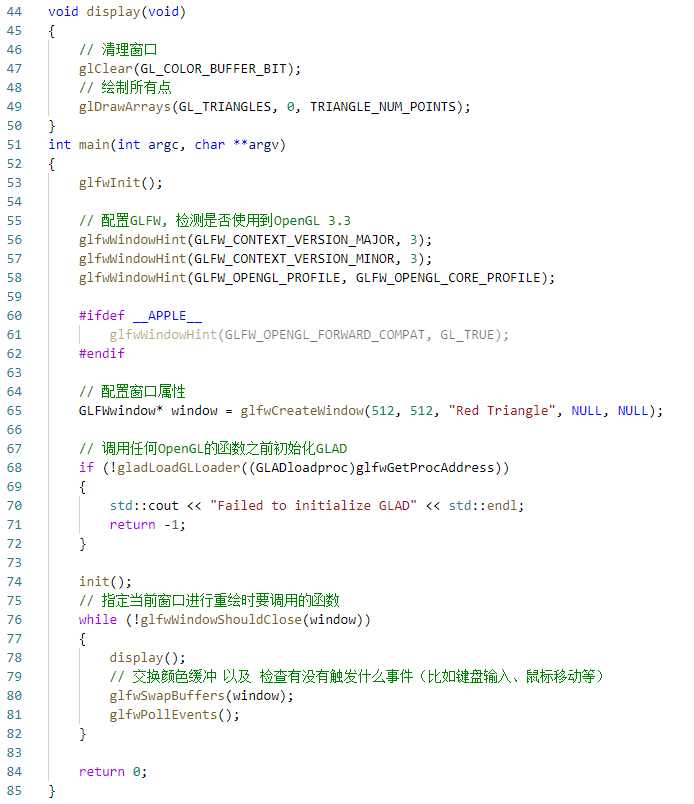 44 void display(void)
45 {
46     // 清理窗口
47     glClear(GL_COLOR_BUFFER_BIT);
48     // 绘制所有点
49     glDrawArrays(GL_TRIANGLES, 0, TRIANGLE_NUM_POINTS);
50 }
51 int main(int argc, char **argv)
52 {
53     glfwInit();
54
55     // 配置GLFW, 检测是否使用到OpenGL 3.3
56     glfwWindowHint(GLFW_CONTEXT_VERSION_MAJOR, 3);
57     glfwWindowHint(GLFW_CONTEXT_VERSION_MINOR, 3);
58     glfwWindowHint(GLFW_OPENGL_PROFILE, GLFW_OPENGL_CORE_PROFILE);
59
60     #ifdef __APPLE__
61         glfwWindowHint(GLFW_OPENGL_FORWARD_COMPAT, GL_TRUE);
62     #endif
63
64     // 配置窗口属性
65     GLFWwindow* window = glfwCreateWindow(512, 512, "Red Triangle", NULL, NULL);
66
67     // 调用任何OpenGL的函数之前初始化GLAD
68     if (!gladLoadGLLoader((GLADloadproc)glfwGetProcAddress))
69     {
70         std::cout << "Failed to initialize GLAD" << std::endl;
71         return -1;
72     }
73
74     init();
75     // 指定当前窗口进行重绘时要调用的函数
76     while (!glfwWindowShouldClose(window))
77     {
78         display();
79         // 交换颜色缓冲 以及 检查有没有触发什么事件（比如键盘输入、鼠标移动等）
80         glfwSwapBuffers(window);
81         glfwPollEvents();
82     }
83
84     return 0;
85 }